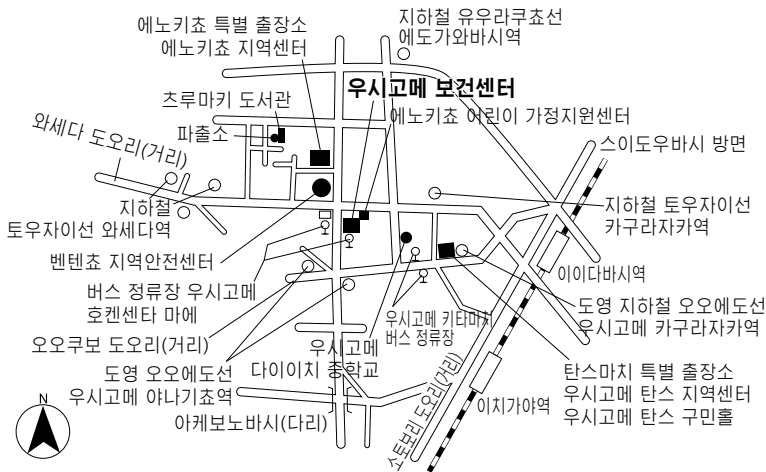 에노키쵸 특별 출장소
에노키쵸 지역센터
지하철 유우라쿠쵸선
에도가와바시역
우시고메 보건센터
츠루마키 도서관
에노키쵸 어린이 가정지원센터
파출소
와세다 도오리(거리)
스이도우바시 방면
지하철
토우자이선 와세다역
지하철 토우자이선
카구라자카역
벤텐쵸 지역안전센터
이이다바시역
버스 정류장 우시고메
호켄센타 마에
도영 지하철 오오에도선
우시고메 카구라자카역
우시고메 키타마치
버스 정류장
오오쿠보 도오리(거리)
우시고메
다이이치 중학교
도영 오오에도선
우시고메 야나기쵸역
탄스마치 특별 출장소
우시고메 탄스 지역센터
우시고메 탄스 구민홀
소토보리 도오리(거리)
이치가야역
아케보노바시(다리)
N